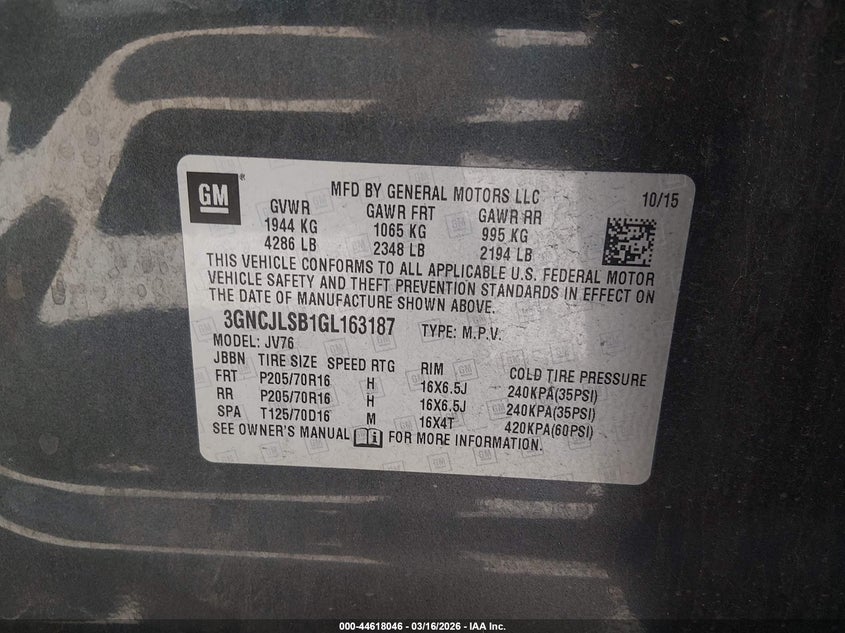 GM ®
MFD BY GENERAL MOTORS LLC 10/15
GVWR GAWR FRT GAWR RR
1944 KG 1065 KG 995 KG
4286 LB 2348 LB 2194 LB
THIS VEHICLE CONFORMS TO ALL APPLICABLE U.S. FEDERAL MOTOR
VEHICLE SAFETY AND THEFT PREVENTION STANDARDS IN EFFECT ON
THE DATE OF MANUFACTURE SHOWN ABOVE.
3GNCJLSB1GL163187 TYPE: M.P.V.
MODEL: JV76
JBBN TIRE SIZE SPEED RTG RIM COLD TIRE PRESSURE
FRT P205/70R16 H 16X6.5J 240KPA(35PSI)
RR P205/70R16 H 16X6.5J 240KPA(35PSI)
SPA T125/70D16 M 16X4T 420KPA(60PSI)
SEE OWNER'S MANUAL FOR MORE INFORMATION.
000-44618046 - 03/16/2026 - IAA Inc.